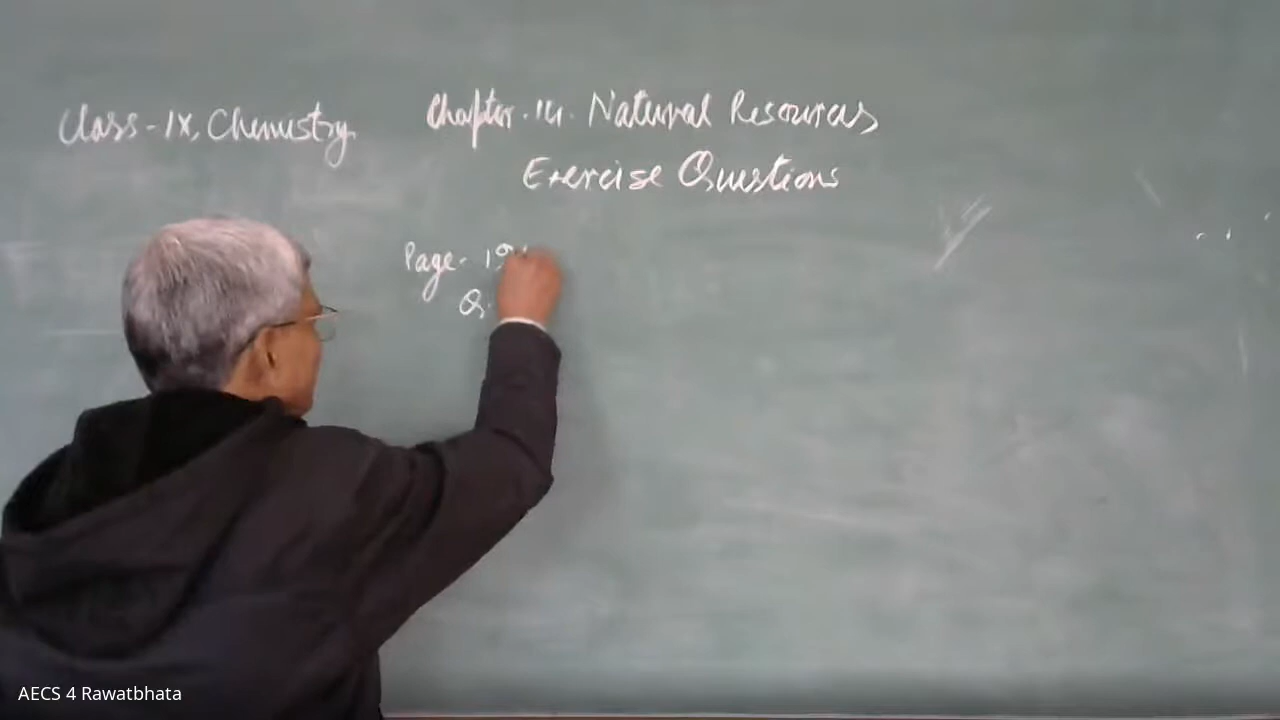 Class-IX, Chemistry.
Chapter.14. Natural Resources
Exercise Questions
Page- 19
Q.
AECS 4 Rawatbhata